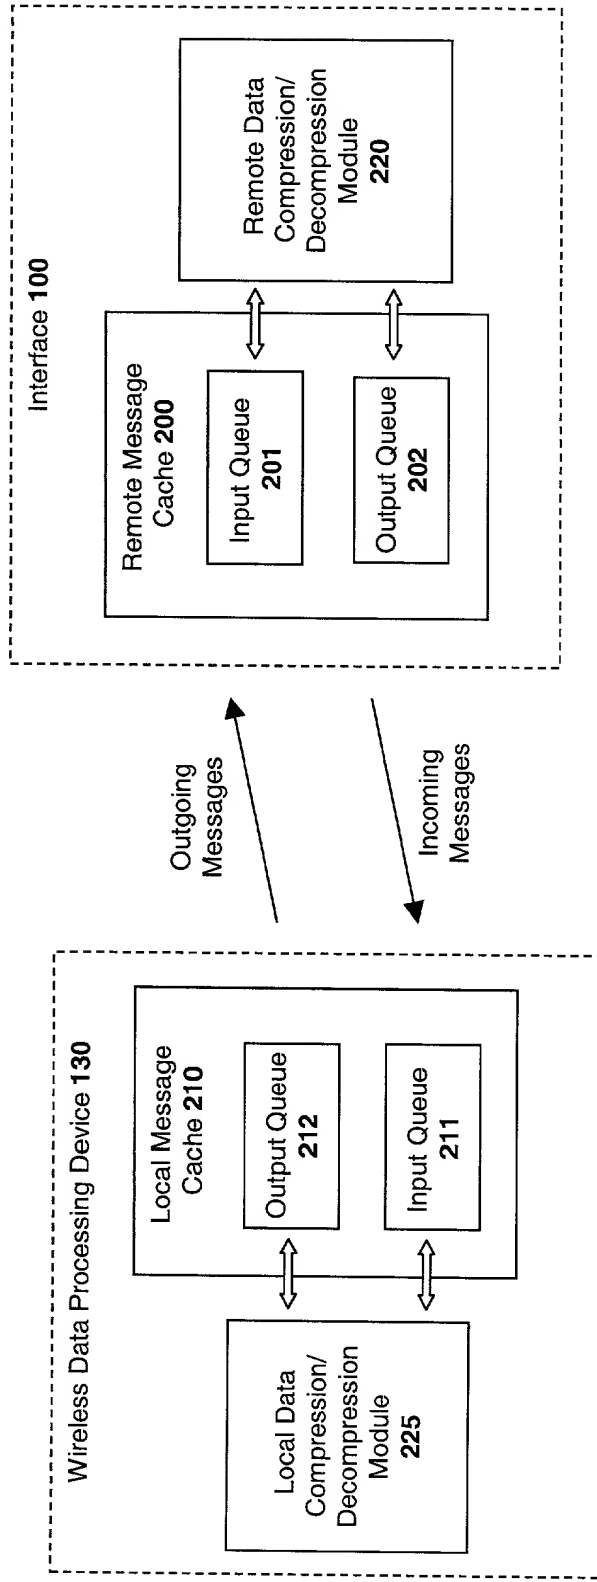 Wireless Data Processing Device 130
Local Message
Cache 210
Output Queue
212
Input Queue
211
Local Data
Compression/
Decompression
Module
225
Outgoing
Messages
Incoming
Messages
Interface 100
Remote Message
Cache 200
Input Queue
201
Output Queue
202
Remote Data
Compression/
Decompression
Module
220